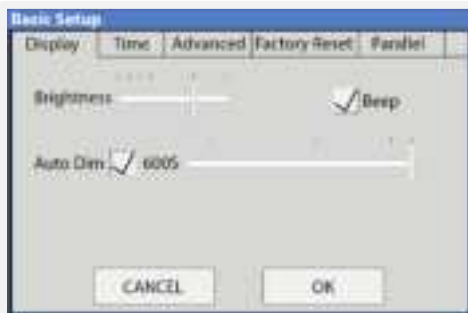 Basic Setup
Display Time Advanced Factory Reset Parallel
Brightness Beep
Auto Dim 600S
CANCEL OK